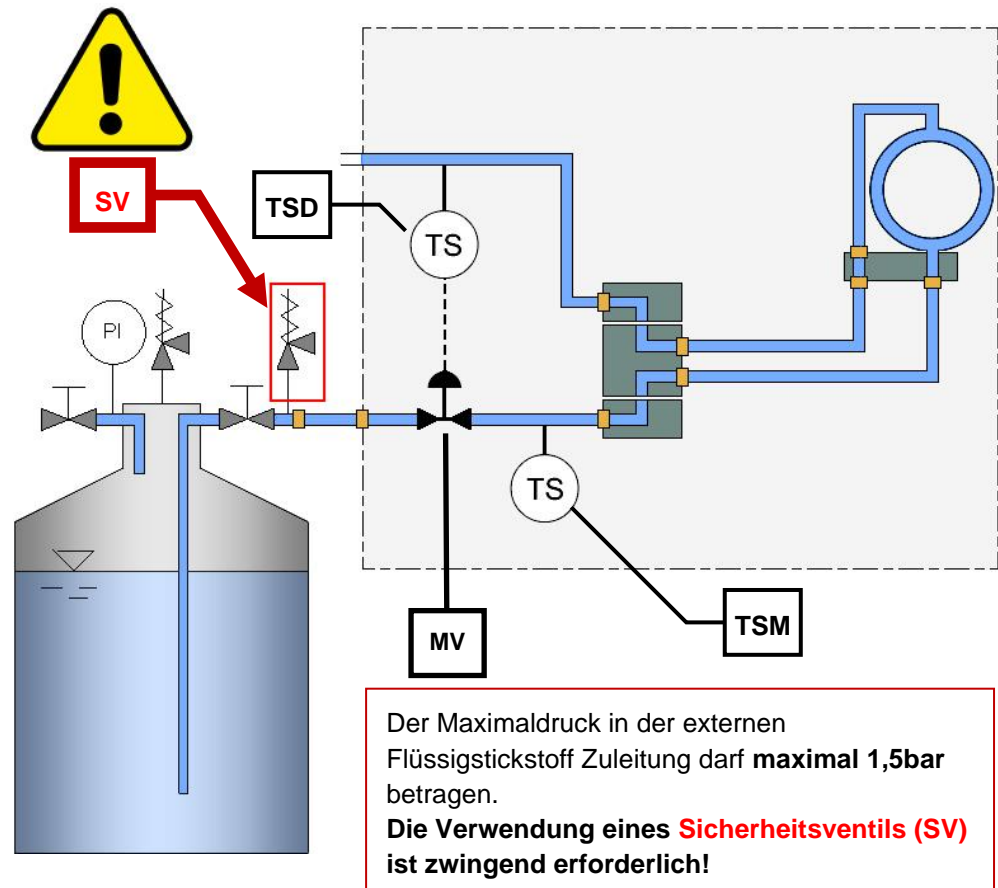 SV
TSD
TS
PI
TS
TSM
MV
Der Maximaldruck in der externen
Flüssigstickstoff Zuleitung darf maximal 1,5bar
betragen.
Die Verwendung eines Sicherheitsventils (SV)
ist zwingend erforderlich!